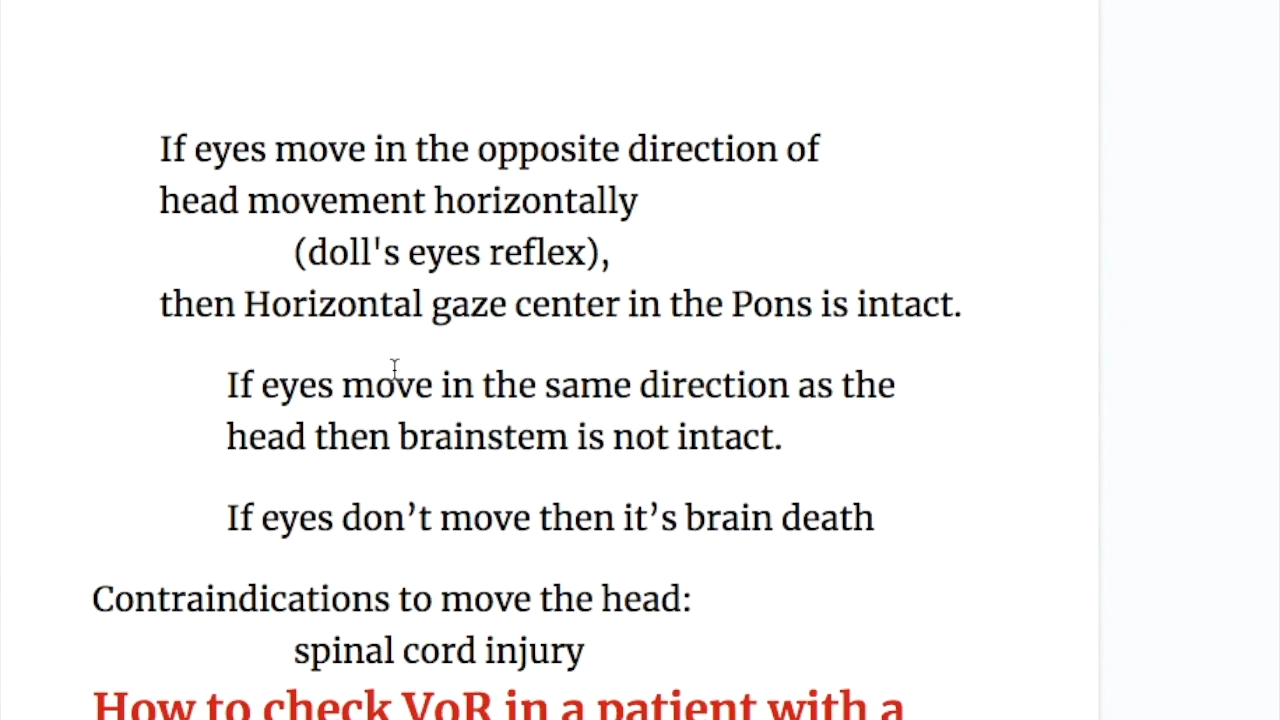 If eyes move in the opposite direction of
head movement horizontally
(doll's eyes reflex),
then Horizontal gaze center in the Pons is intact.
If eyes move in the same direction as the
head then brainstem is not intact.
If eyes don’t move then it’s brain death
Contraindications to move the head:
spinal cord injury
How to check VoR in a patient with a